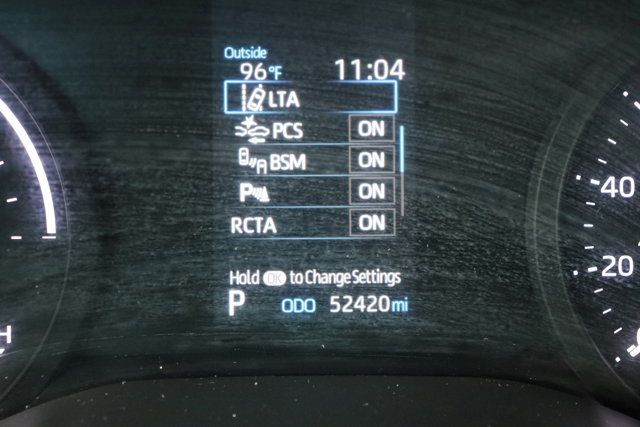 Outside
96°F 11:04
LTA
PCS ON
BSM ON
P ON
RCTA ON
Hold OK to Change Settings
P ODO 52420 mi
40
20
H